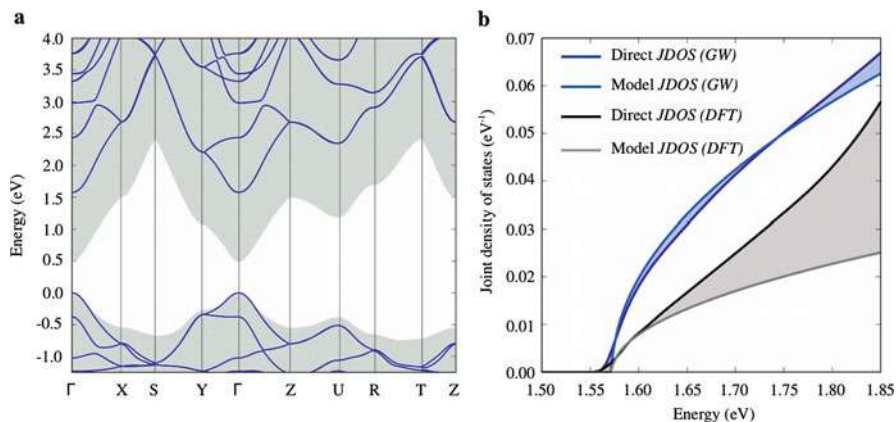 a
4.0
3.5
3.0
2.5
2.0
1.5
1.0
0.5
0.0
-0.5
-1.0
Energy (eV)
Γ X S Y Γ Z U R T Z
b
0.07
0.06
0.05
0.04
0.03
0.02
0.01
0.00
Joint density of states (eV⁻¹)
Direct JDOS (GW)
Model JDOS (GW)
Direct JDOS (DFT)
Model JDOS (DFT)
1.50 1.55 1.60 1.65 1.70 1.75 1.80 1.85
Energy (eV)